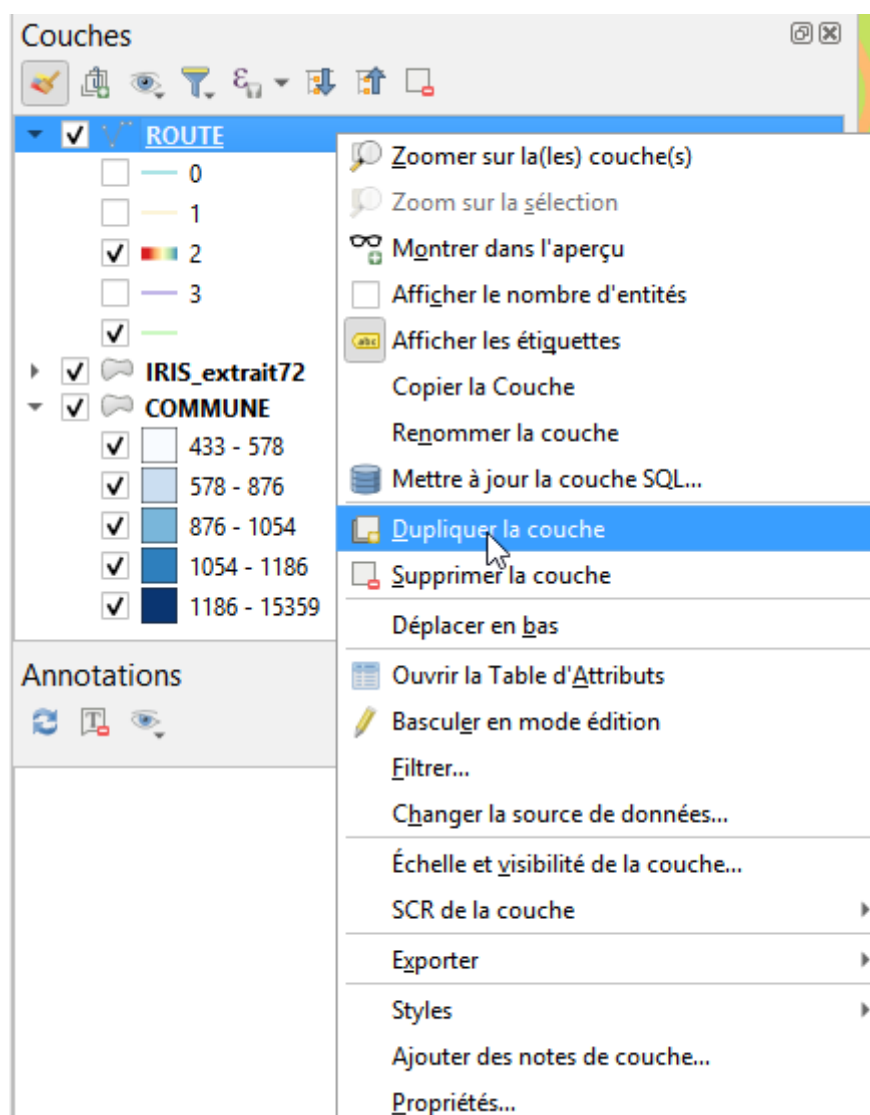 Couches
ROUTE
0
1
2
3
IRIS_extrait72
COMMUNE
433 - 578
578 - 876
876 - 1054
1054 - 1186
1186 - 15359
Annotations
Zoomer sur la(les) couche(s)
Zoom sur la sélection
Montrer dans l'aperçu
Afficher le nombre d'entités
abc
Afficher les étiquettes
Copier la Couche
Renommer la couche
Mettre à jour la couche SQL...
Dupliquer la couche
Supprimer la couche
Déplacer en bas
Ouvrir la Table d'Attributs
Basculer en mode édition
Filtrer...
Changer la source de données...
Échelle et visibilité de la couche...
SCR de la couche
Exporter
Styles
Ajouter des notes de couche...
Propriétés...